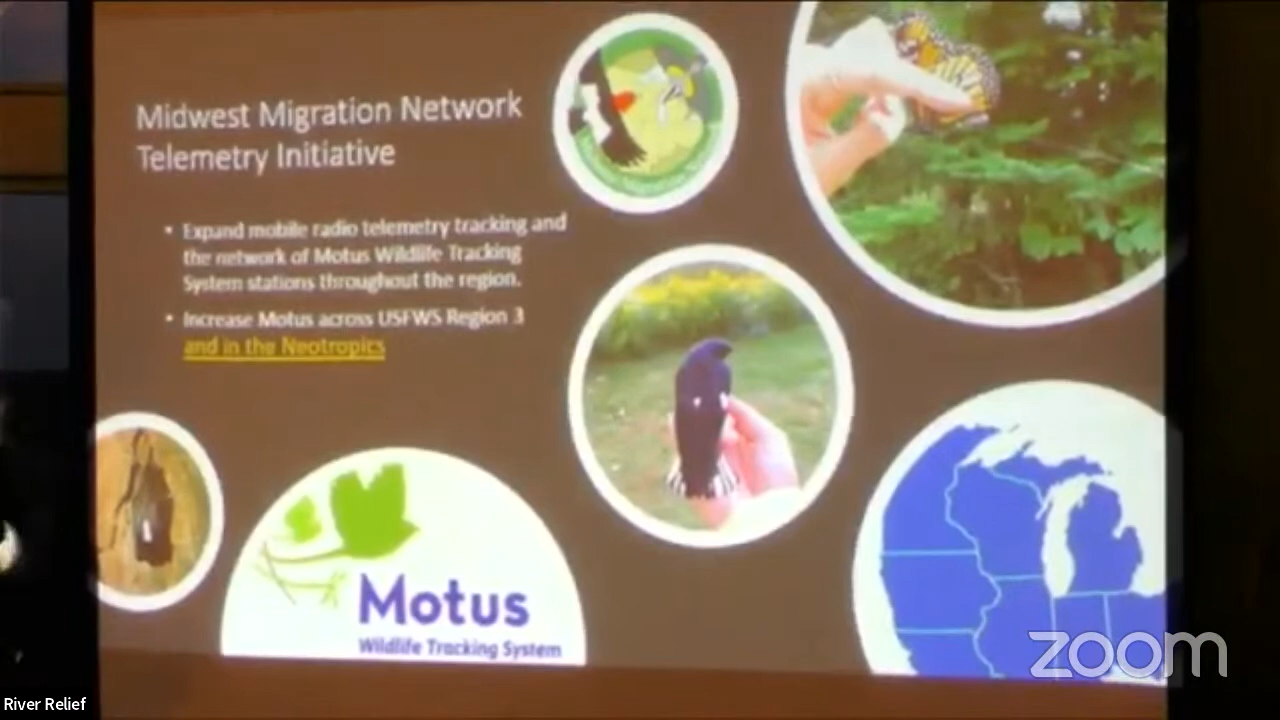 Midwest Migration Network
Telemetry Initiative
• Expand mobile radio telemetry tracking and
the network of Motus Wildlife Tracking
System stations throughout the region.
• Increase Motus across USFWS Region 3
and in the Neotropics
Motus
Wildlife Tracking System
zoom
River Relief